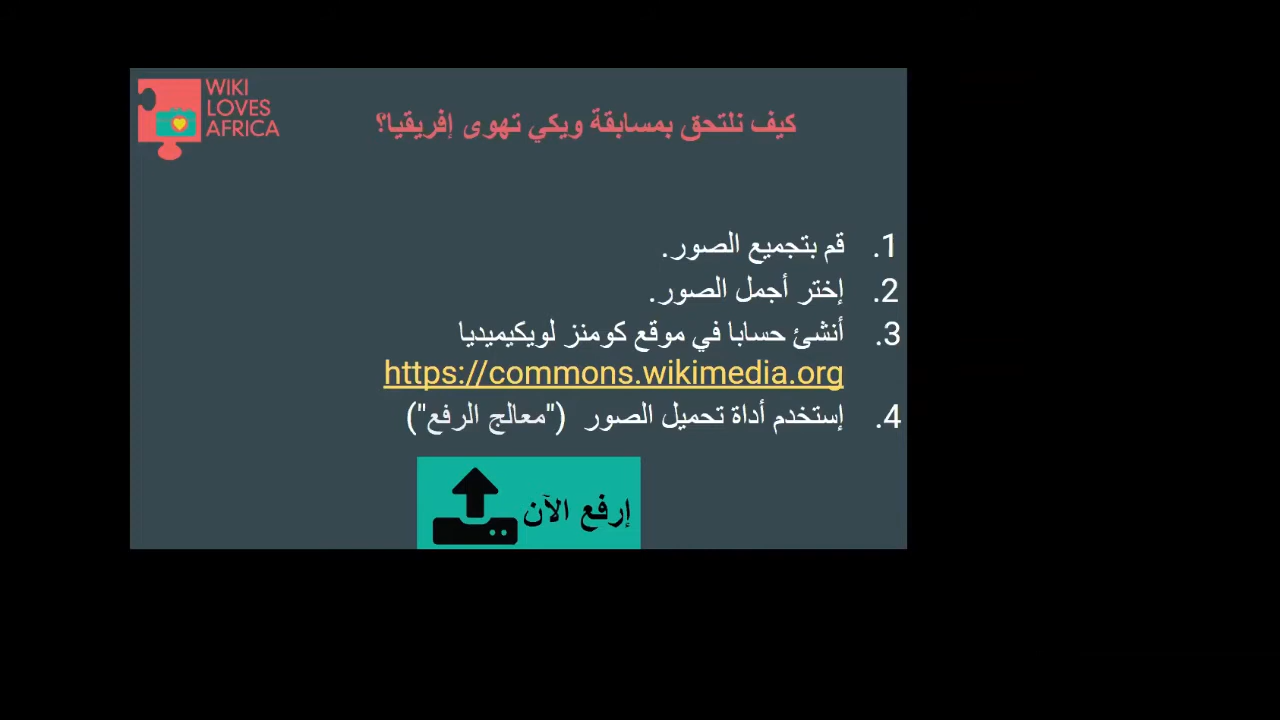 WIKI
LOVES
AFRICA
كيف نلتحق بمسابقة ويكي تهوى إفريقيا؟
1. قم بتجميع الصور.
2. إختر أجمل الصور.
3. أنشئ حسابا في موقع كومنز لويكيميديا
https://commons.wikimedia.org
4. إستخدم أداة تحميل الصور ("معالج الرفع")
إرفع الآن